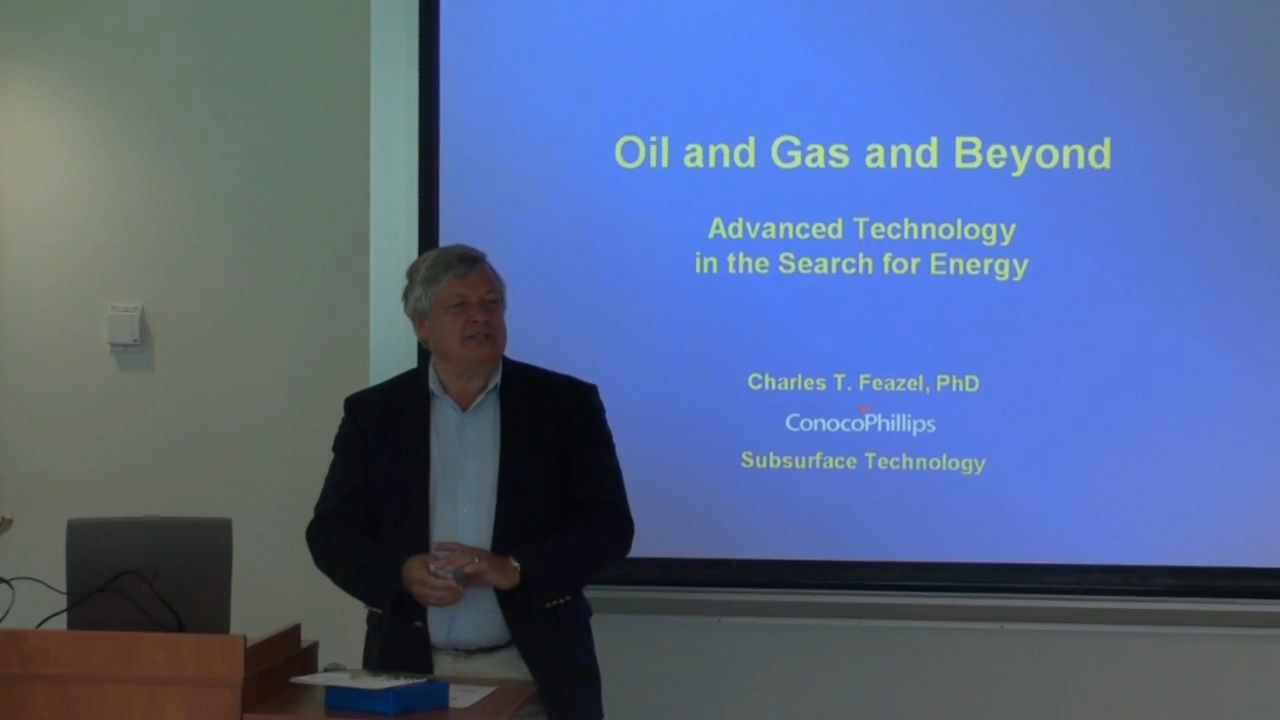 Oil and Gas and Beyond
Advanced Technology
in the Search for Energy
Charles T. Feazel, PhD
ConocoPhillips
Subsurface Technology